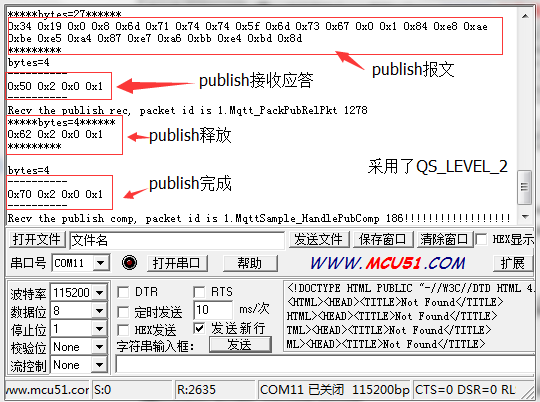 *****bytes=27******
0x34 0x19 0x0 0x8 0x6d 0x71 0x74 0x74 0x5f 0x6d 0x73 0x67 0x0 0x1 0x84 0xe8 0xae
0xbe 0xe5 0xa4 0x87 0xe7 0xa6 0xbb 0xe4 0xbd 0x8d
*********
publish报文
bytes=4
----------
0x50 0x2 0x0 0x1
----------
publish接收应答
Recv the publish rec, packet id is 1.Mqtt_PackPubRelPkt 1278
*****bytes=4******
0x62 0x2 0x0 0x1
*********
publish释放
采用了QS_LEVEL_2
bytes=4
----------
0x70 0x2 0x0 0x1
----------
publish完成
Recv the publish comp, packet id is 1.MqttSample_HandlePubComp 186!!!!!!!!!!!!!!!!!!!
打开文件 文件名 发送文件 保存窗口 清除窗口 HEX显示
串口号 COM11 打开串口 帮助 WWW.MCU51.COM 扩展
波特率 115200 DTR RTS
数据位 8 定时发送 10 ms/次
停止位 1 HEX发送 发送新行
校验位 None 字符串输入框: 发送
流控制 None
<!DOCTYPE HTML PUBLIC "-//W3C//DTD HTML 4.
<HTML><HEAD><TITLE>Not Found</TITLE>
HTML><HEAD><TITLE>Not Found</TITLE>
TML><HEAD><TITLE>Not Found</TITLE>
ML><HEAD><TITLE>Not Found</TITLE>
www.mcu51.cor S:0 R:2635 COM11 已关闭 115200bp CTS=0 DSR=0 RL